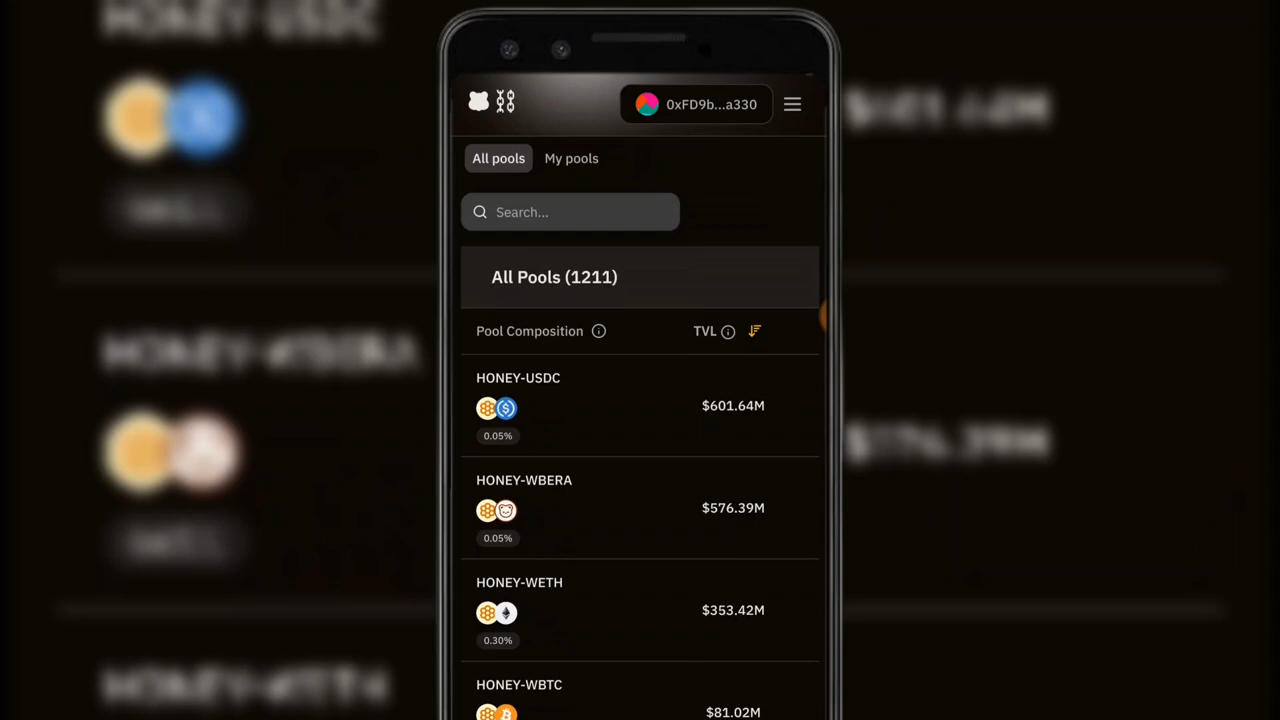 0xFD9b...a330
All pools My pools
Search...
All Pools (1211)
Pool Composition TVL
HONEY-USDC
$601.64M
0.05%
HONEY-WBERA
$576.39M
0.05%
HONEY-WETH
$353.42M
0.30%
HONEY-WBTC
$81.02M